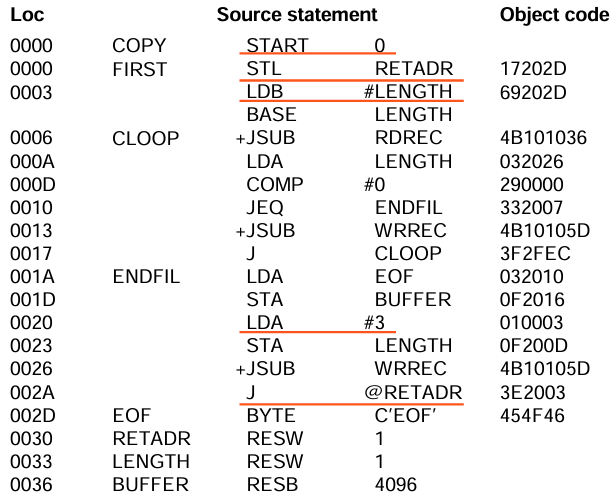 Loc Source statement Object code
0000 COPY START 0
0000 FIRST STL RETADR 17202D
0003 LDB #LENGTH 69202D
BASE LENGTH
0006 CLOOP +JSUB RDREC 4B101036
000A LDA LENGTH 032026
000D COMP #0 290000
0010 JEQ ENDFIL 332007
0013 +JSUB WRREC 4B10105D
0017 J CLOOP 3F2FEC
001A ENDFIL LDA EOF 032010
001D STA BUFFER 0F2016
0020 LDA #3 010003
0023 STA LENGTH 0F200D
0026 +JSUB WRREC 4B10105D
002A J @RETADR 3E2003
002D EOF BYTE C'EOF' 454F46
0030 RETADR RESW 1
0033 LENGTH RESW 1
0036 BUFFER RESB 4096